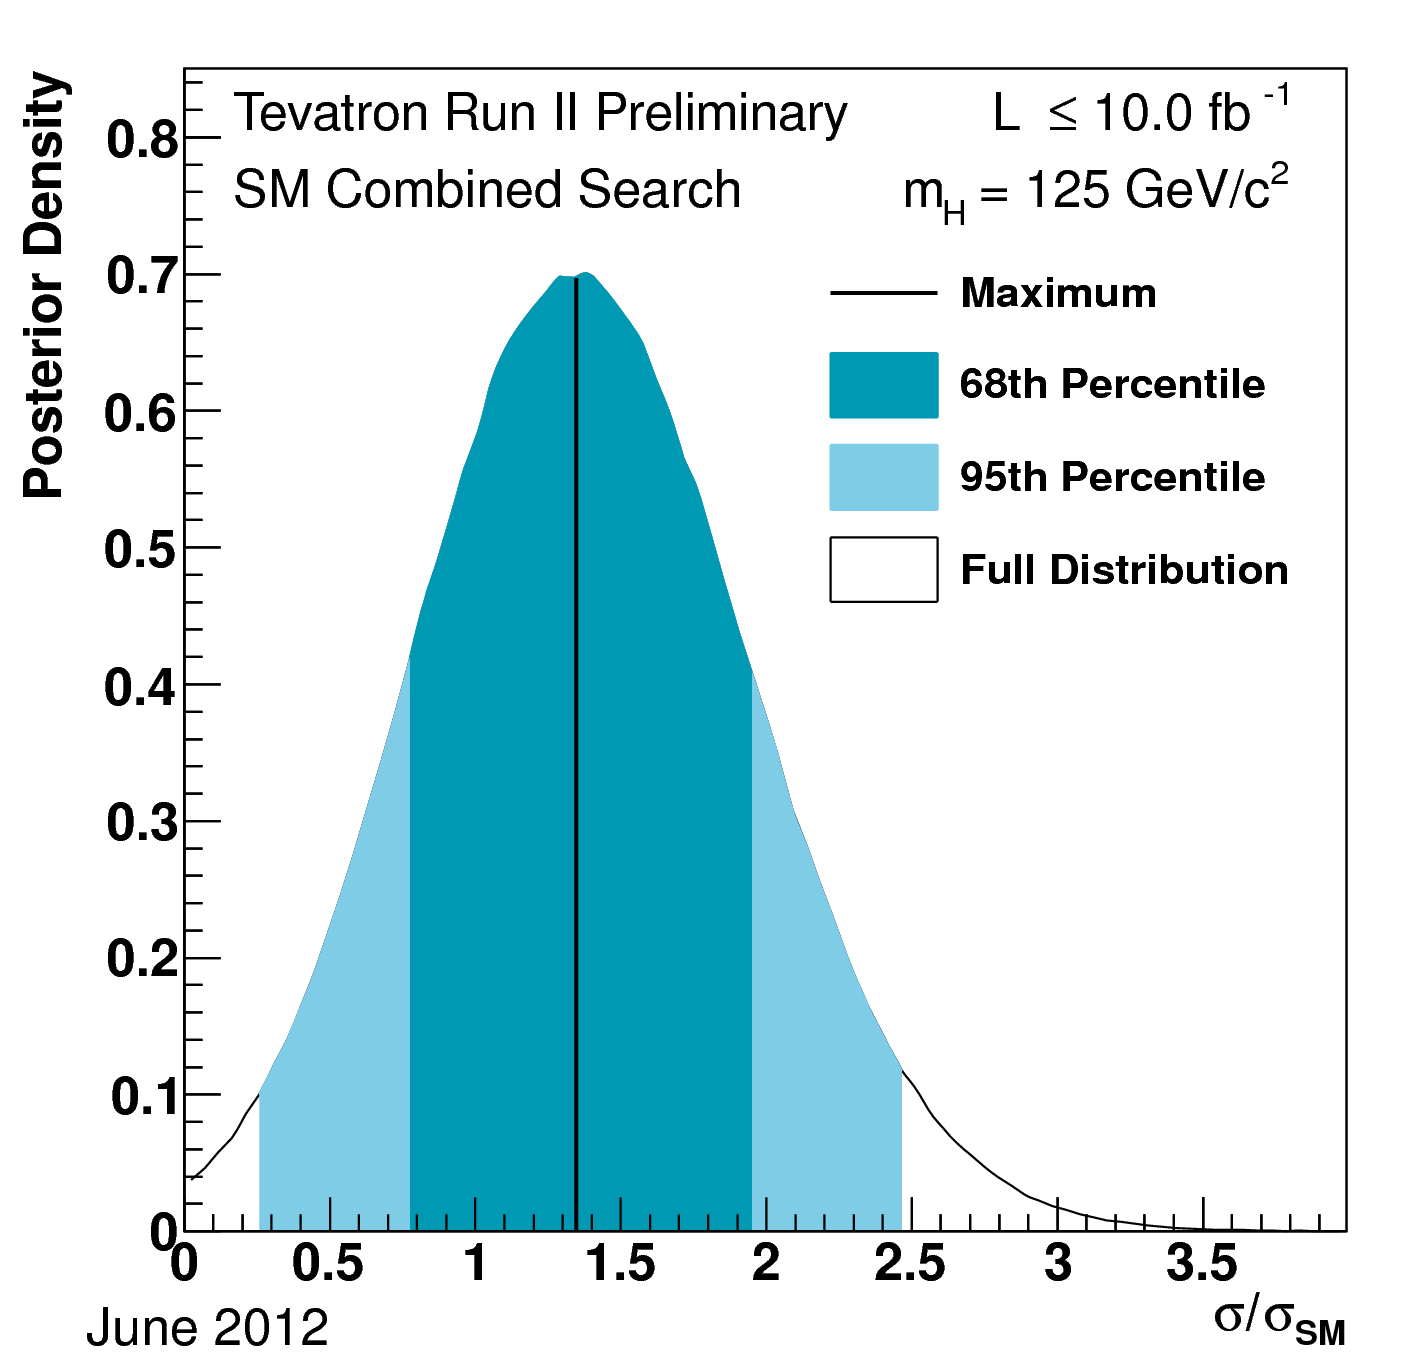 Tevatron Run II Preliminary L ≤ 10.0 fb⁻¹
SM Combined Search m_H = 125 GeV/c²
Maximum
68th Percentile
95th Percentile
Full Distribution
Posterior Density
0.8
0.7
0.6
0.5
0.4
0.3
0.2
0.1
0
0 0.5 1 1.5 2 2.5 3 3.5
σ/σ_SM
June 2012